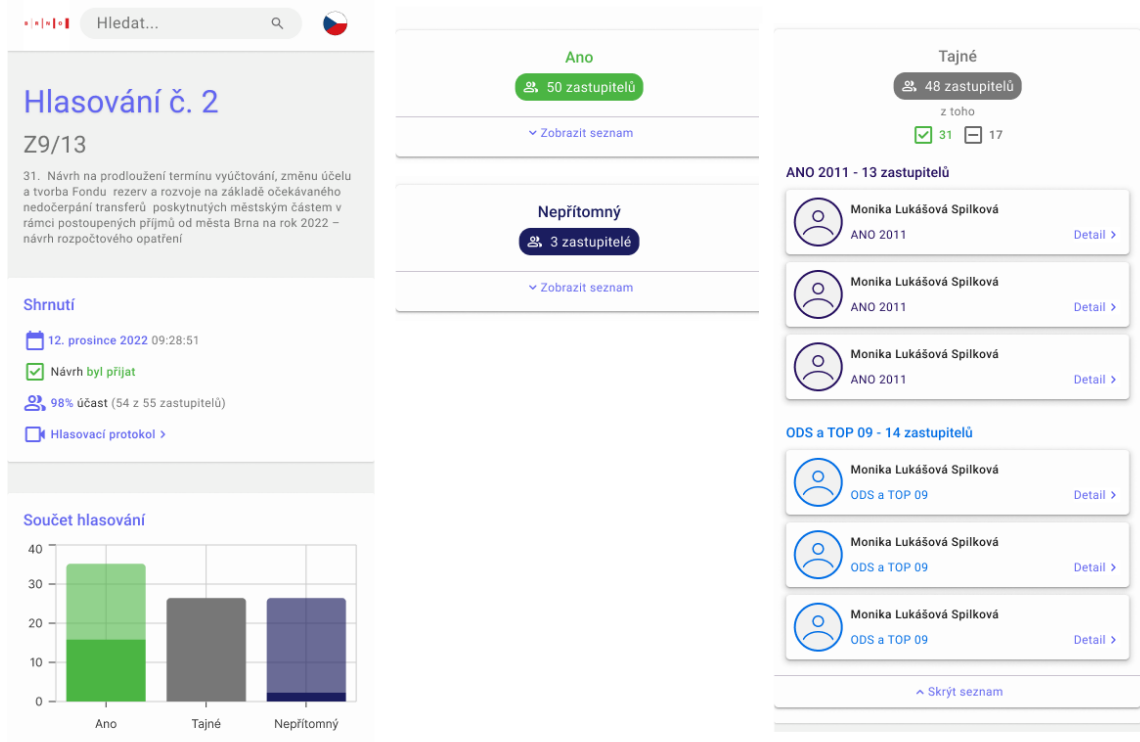 BRNO
Hledat...
Hlasování č. 2
Z9/13
31. Návrh na prodloužení termínu vyúčtování, změnu účelu
a tvorba Fondu rezerv a rozvoje na základě očekávaného
nedočerpání transferů poskytnutých městským částem v
rámci postoupených příjmů od města Brna na rok 2022 –
návrh rozpočtového opatření
Shrnutí
12. prosince 2022 09:28:51
Návrh byl přijat
98% účast (54 z 55 zastupitelů)
Hlasovací protokol
Součet hlasování
40
30
20
10
0
Ano Tajné Nepřítomný
Ano
50 zastupitelů
Zobrazit seznam
Nepřítomný
3 zastupitelé
Zobrazit seznam
Tajné
48 zastupitelů
z toho
31 17
ANO 2011 - 13 zastupitelů
Monika Lukášová Spilková
ANO 2011 Detail
Monika Lukášová Spilková
ANO 2011 Detail
Monika Lukášová Spilková
ANO 2011 Detail
ODS a TOP 09 - 14 zastupitelů
Monika Lukášová Spilková
ODS a TOP 09 Detail
Monika Lukášová Spilková
ODS a TOP 09 Detail
Monika Lukášová Spilková
ODS a TOP 09 Detail
Skrýt seznam